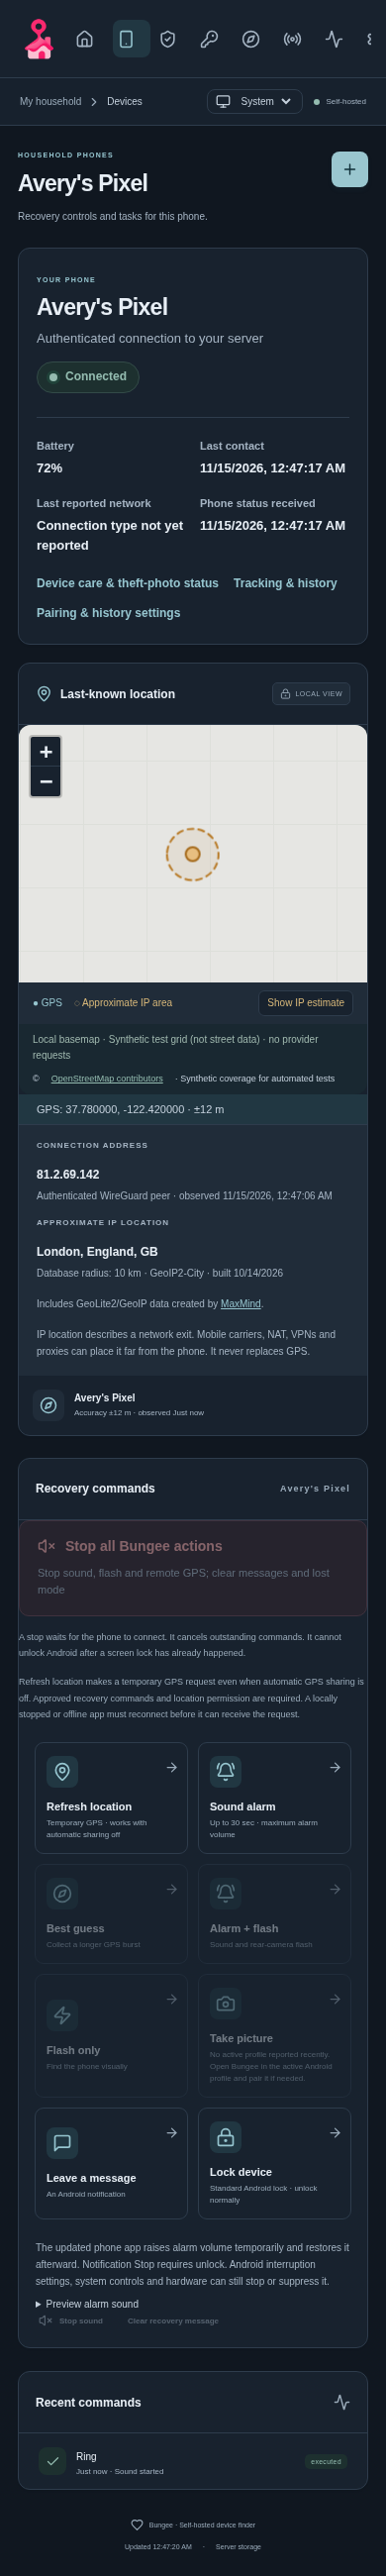 My household > Devices
System
Self-hosted
HOUSEHOLD PHONES
Avery's Pixel
Recovery controls and tasks for this phone.
YOUR PHONE
Avery's Pixel
Authenticated connection to your server
Connected
Battery
72%
Last contact
11/15/2026, 12:47:17 AM
Last reported network
Connection type not yet
reported
Phone status received
11/15/2026, 12:47:17 AM
Device care & theft-photo status
Tracking & history
Pairing & history settings
Last-known location
LOCAL VIEW
+
−
GPS
Approximate IP area
Show IP estimate
Local basemap · Synthetic test grid (not street data) · no provider
requests
© OpenStreetMap contributors · Synthetic coverage for automated tests
GPS: 37.780000, -122.420000 · ±12 m
CONNECTION ADDRESS
81.2.69.142
Authenticated WireGuard peer · observed 11/15/2026, 12:47:06 AM
APPROXIMATE IP LOCATION
London, England, GB
Database radius: 10 km · GeoIP2-City · built 10/14/2026
Includes GeoLite2/GeoIP data created by MaxMind.
IP location describes a network exit. Mobile carriers, NAT, VPNs and
proxies can place it far from the phone. It never replaces GPS.
Avery's Pixel
Accuracy ±12 m · observed Just now
Recovery commands
Avery's Pixel
Stop all Bungee actions
Stop sound, flash and remote GPS; clear messages and lost
mode
A stop waits for the phone to connect. It cancels outstanding commands. It cannot
unlock Android after a screen lock has already happened.
Refresh location makes a temporary GPS request even when automatic GPS sharing is
off. Approved recovery commands and location permission are required. A locally
stopped or offline app must reconnect before it can receive the request.
Refresh location
Temporary GPS · works with
automatic sharing off
Sound alarm
Up to 30 sec · maximum alarm
volume
Best guess
Collect a longer GPS burst
Alarm + flash
Sound and rear-camera flash
Flash only
Find the phone visually
Take picture
No active profile reported recently.
Open Bungee in the active Android
profile and pair it if needed.
Leave a message
An Android notification
Lock device
Standard Android lock · unlock
normally
The updated phone app raises alarm volume temporarily and restores it
afterward. Notification Stop requires unlock. Android interruption
settings, system controls and hardware can still stop or suppress it.
Preview alarm sound
Stop sound
Clear recovery message
Recent commands
Ring
Just now · Sound started
executed
Bungee · Self-hosted device finder
Updated 12:47:20 AM · Server storage